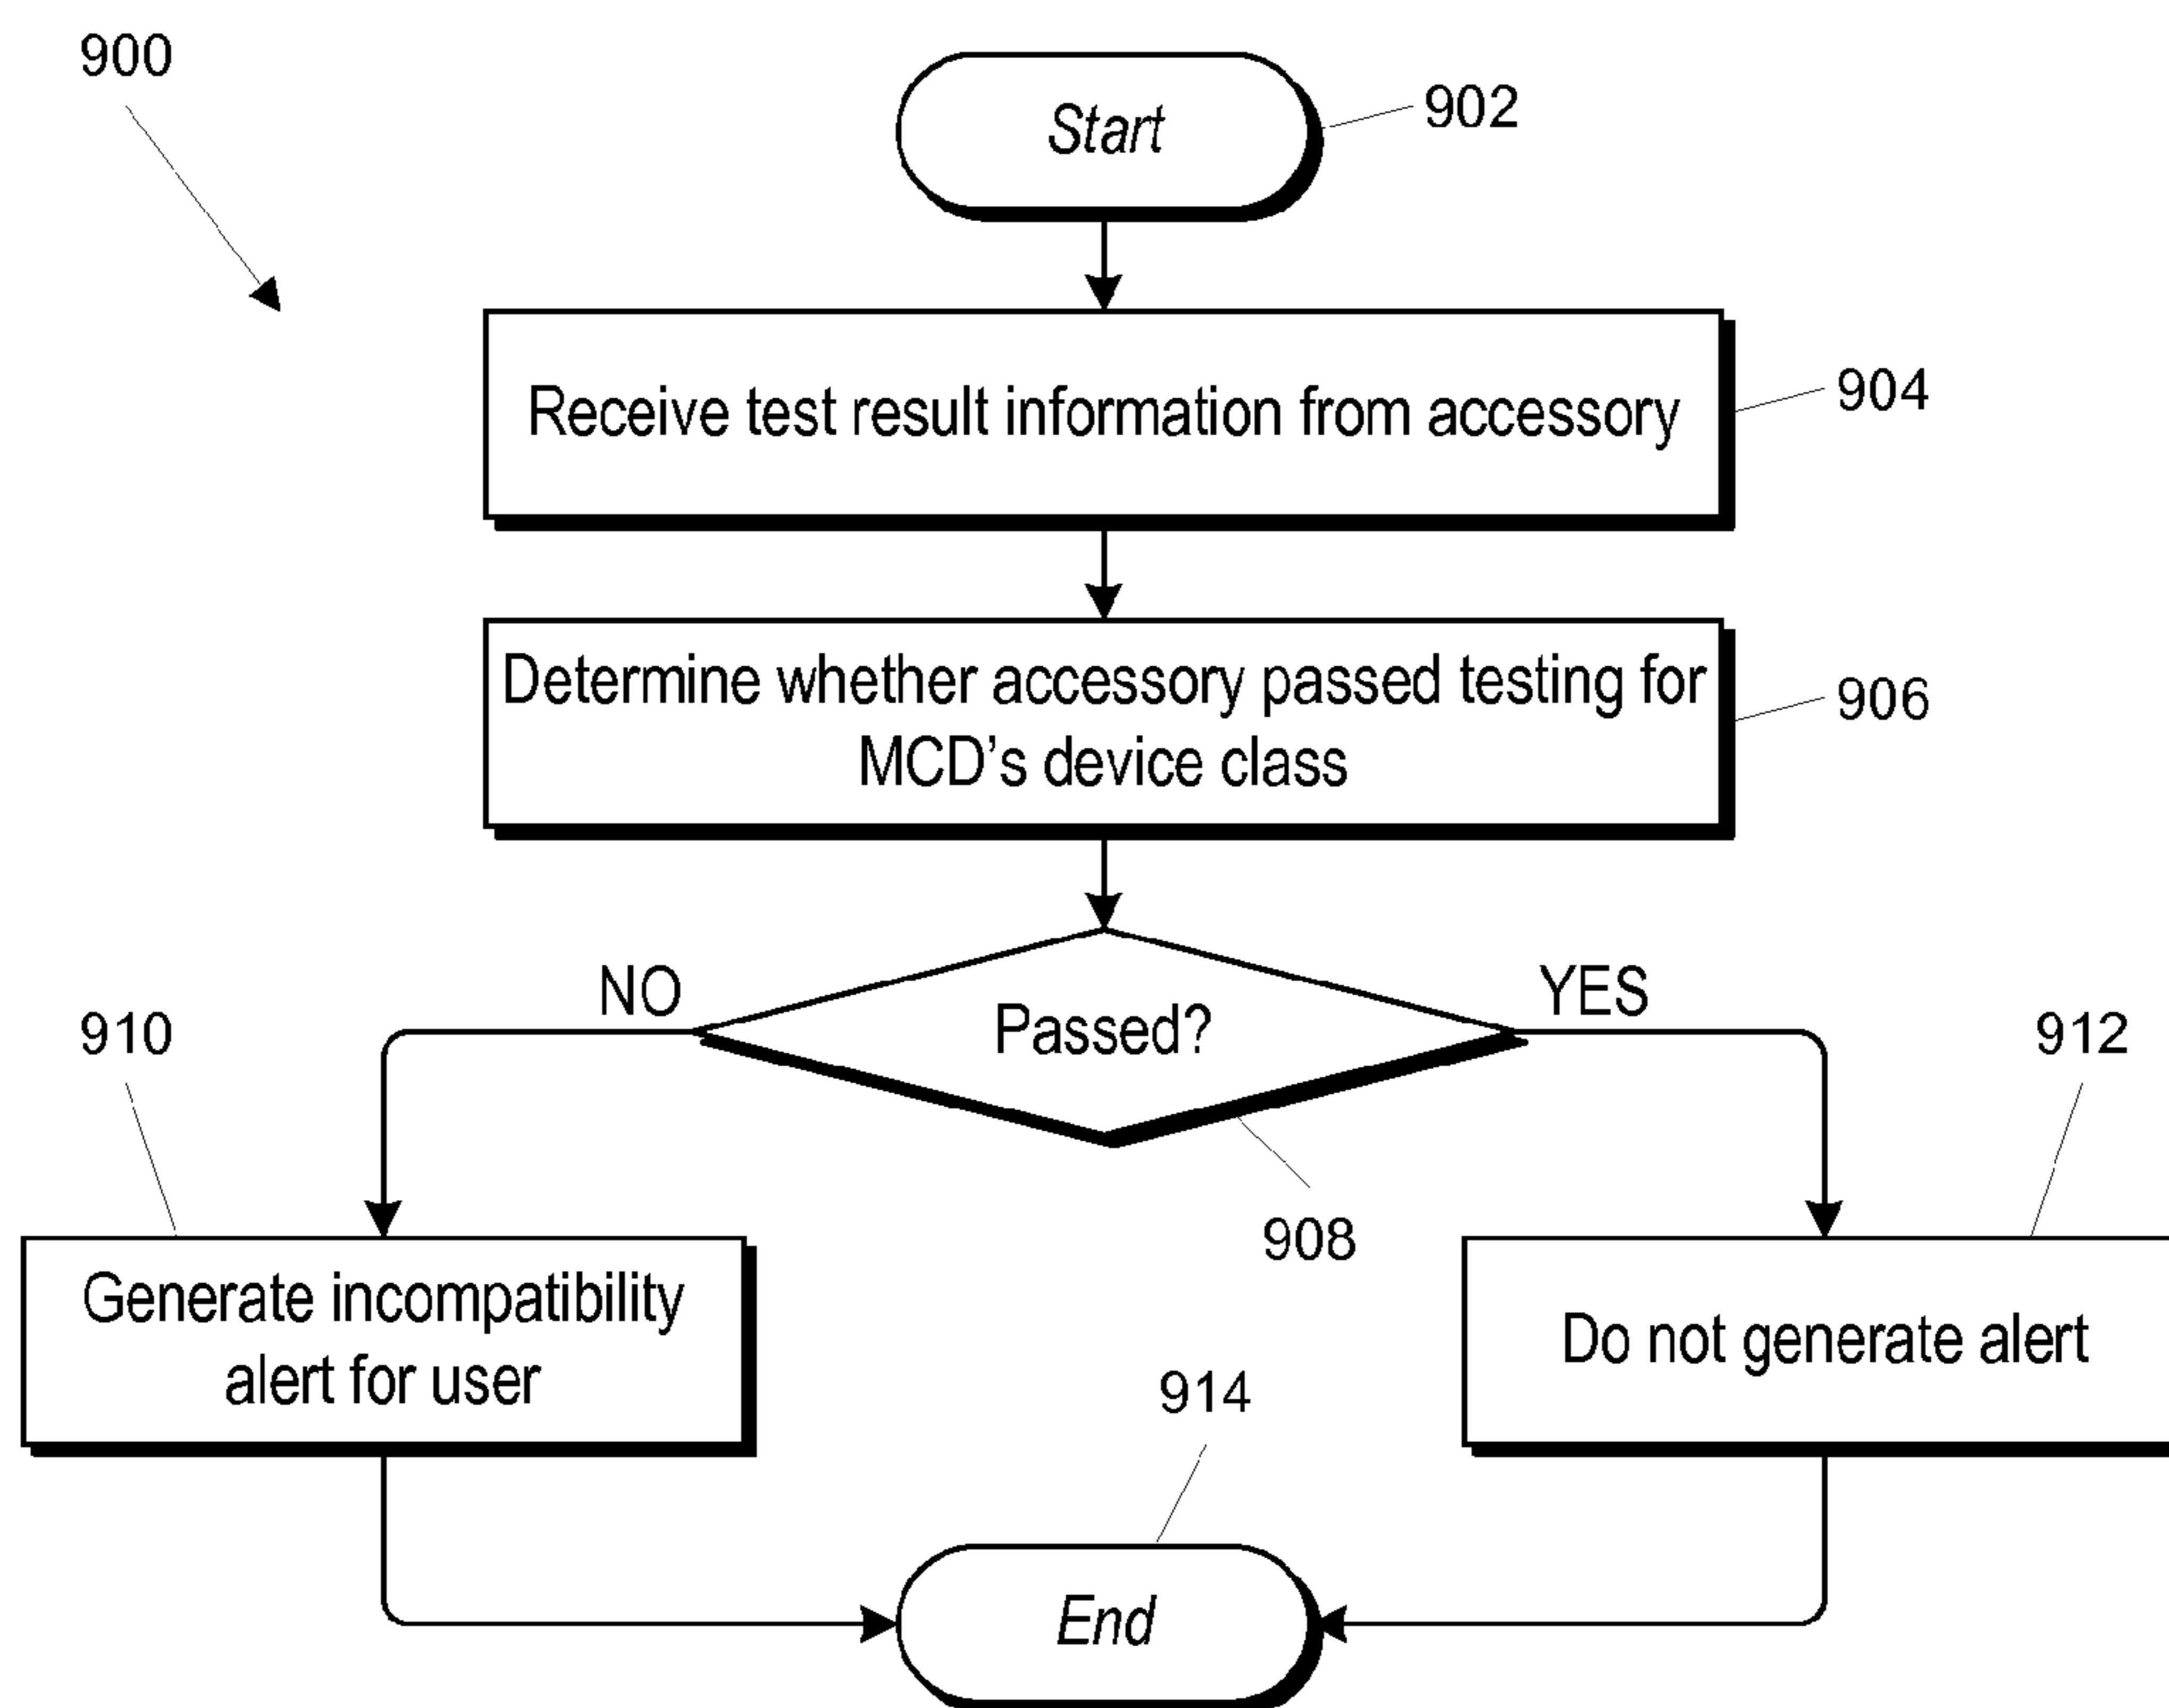 900
Start
902
Receive test result information from accessory
904
Determine whether accessory passed testing for
MCD's device class
906
NO
Passed?
YES
908
910
912
Generate incompatibility
alert for user
Do not generate alert
914
End